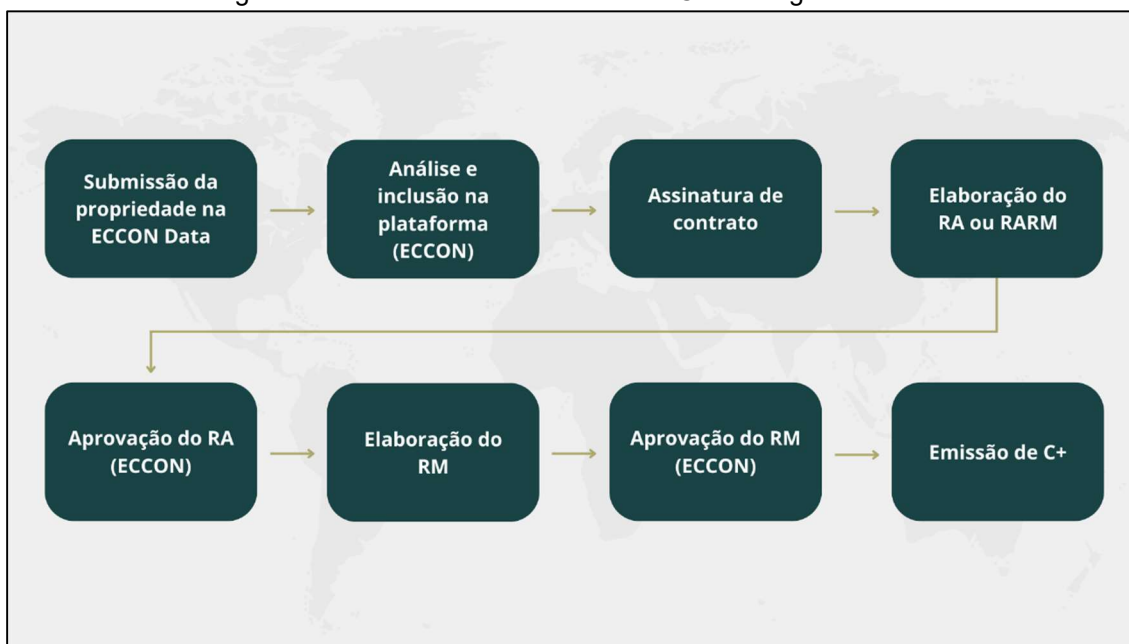 Submissão da
propriedade na
ECCON Data
Análise e
inclusão na
plataforma
(ECCON)
Assinatura de
contrato
Elaboração do
RA ou RARM
Aprovação do RA
(ECCON)
Elaboração do
RM
Aprovação do RM
(ECCON)
Emissão de C+